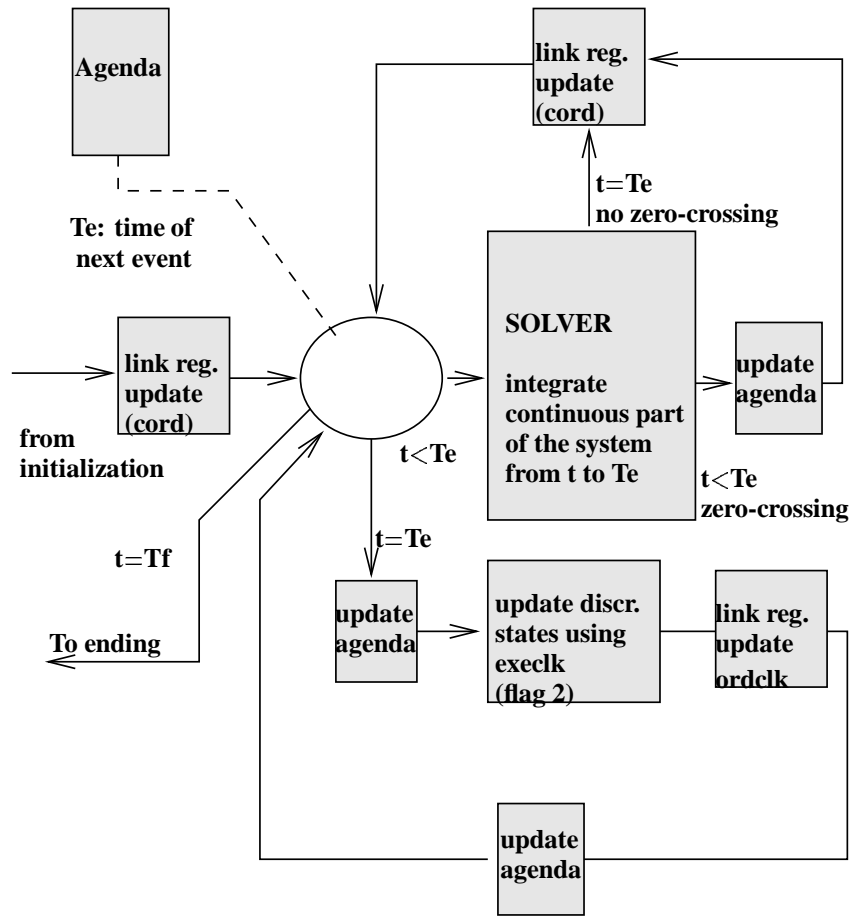 Agenda
link reg.
update
(cord)
t=Te
no zero-crossing
Te: time of
next event
SOLVER
integrate
continuous part
of the system
from t to Te
link reg.
update
(cord)
update
agenda
from
initialization
t<Te
t<Te
zero-crossing
t=Tf
t=Te
To ending
update
agenda
update discr.
states using
execlk
(flag 2)
link reg.
update
ordclk
update
agenda